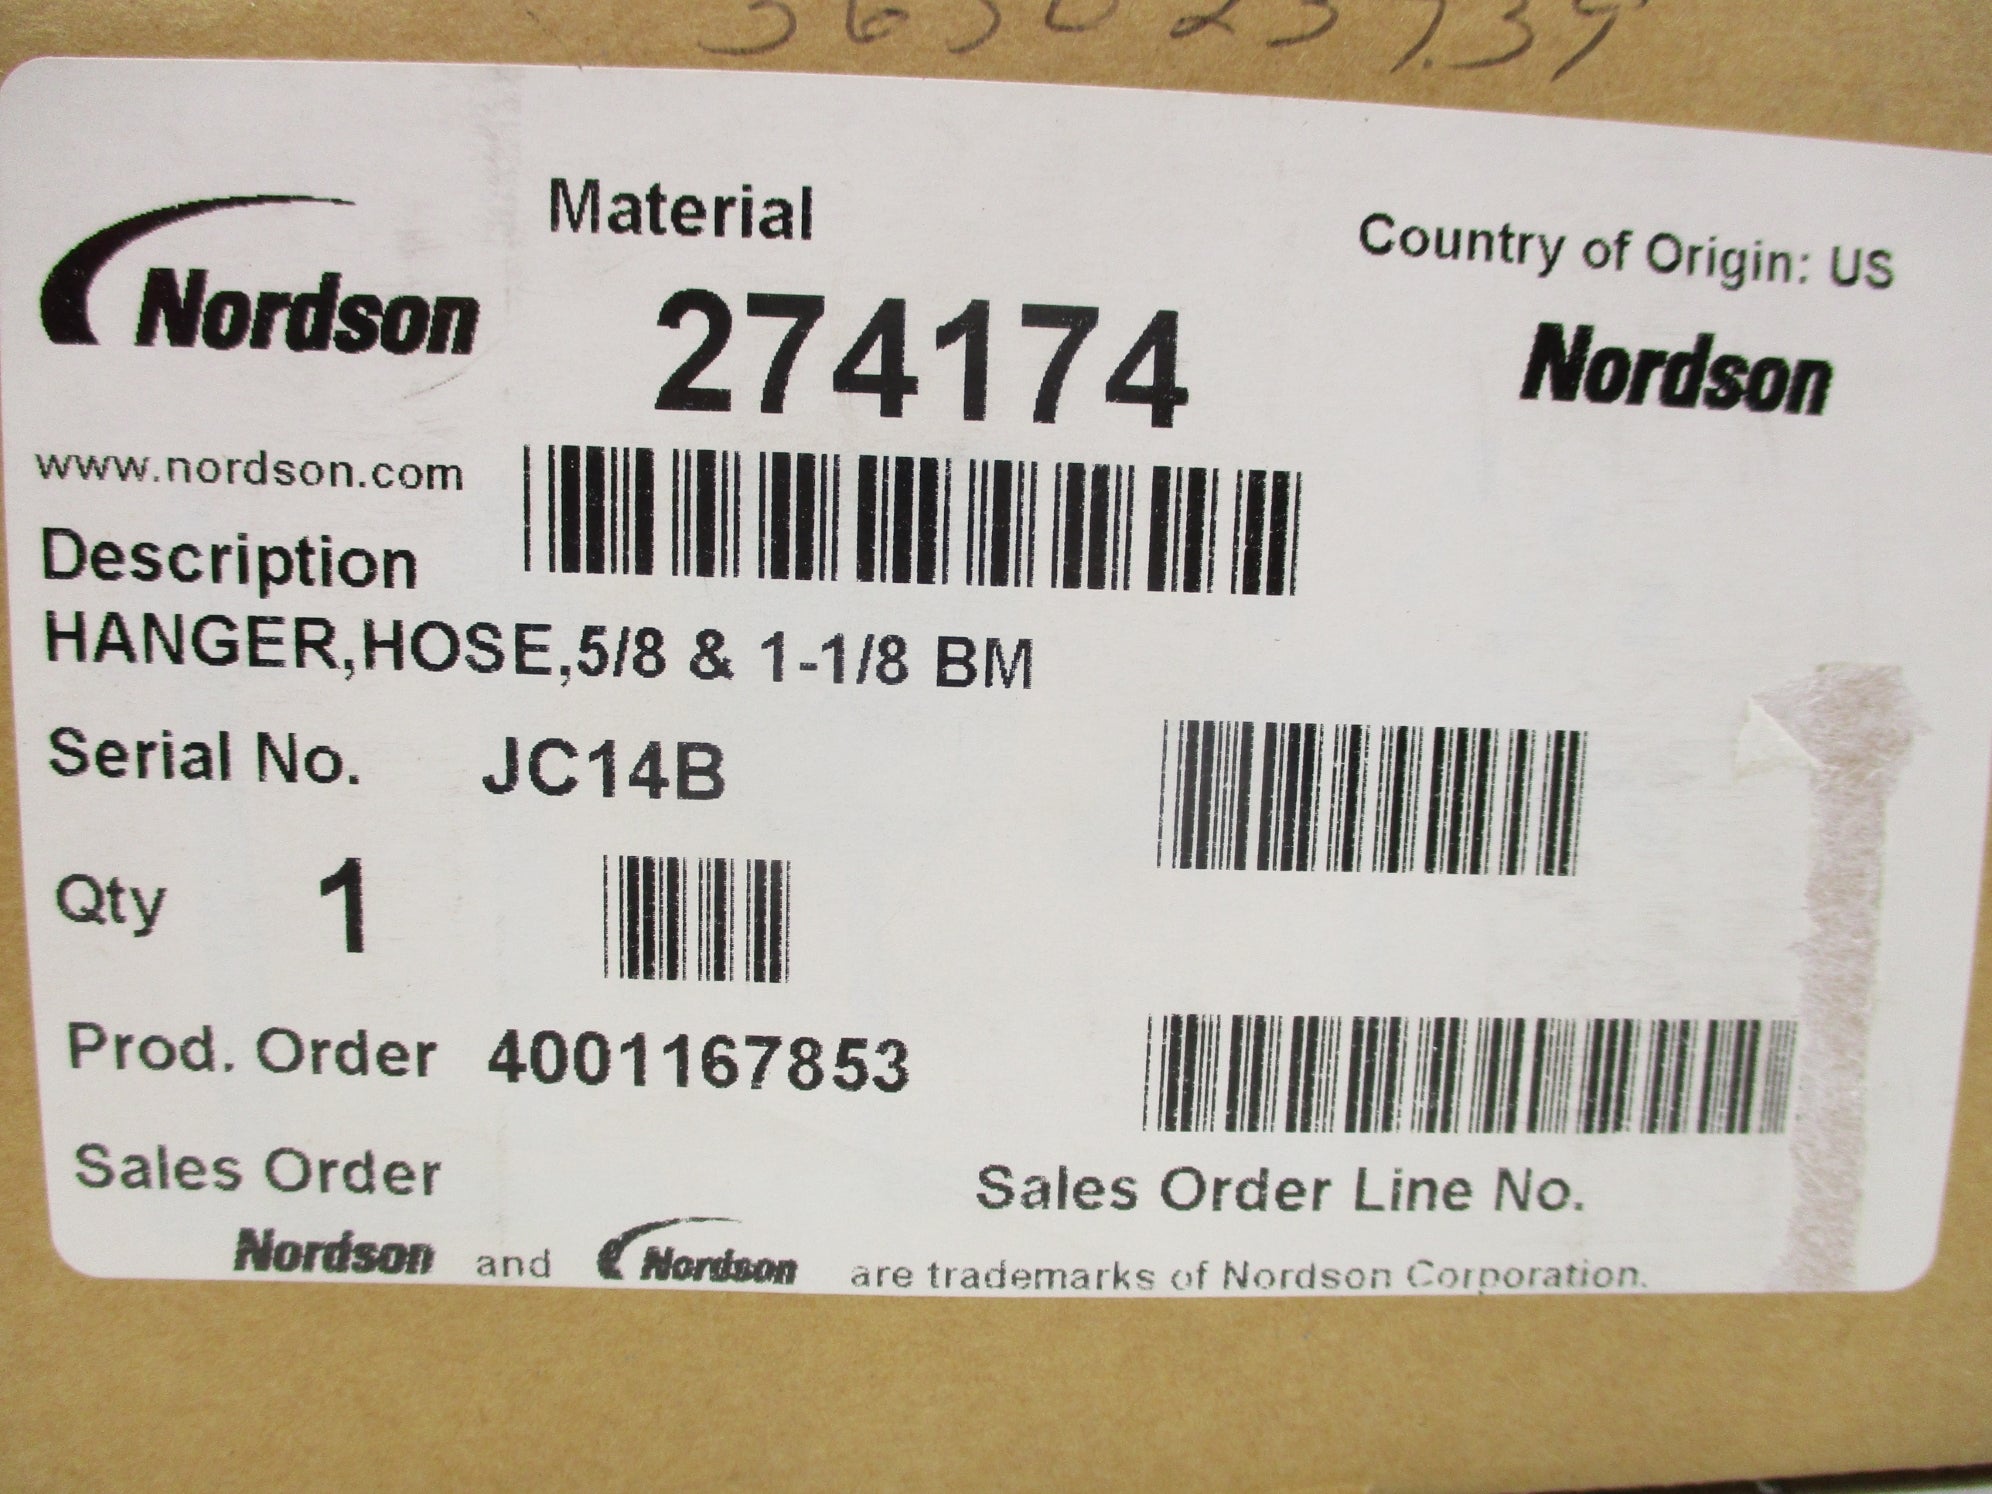 Nordson
Material
Country of Origin: US
274174
Nordson
www.nordson.com
Description
HANGER,HOSE,5/8 & 1-1/8 BM
Serial No. JC14B
Qty 1
Prod. Order 4001167853
Sales Order
Sales Order Line No.
Nordson and Nordson are trademarks of Nordson Corporation.